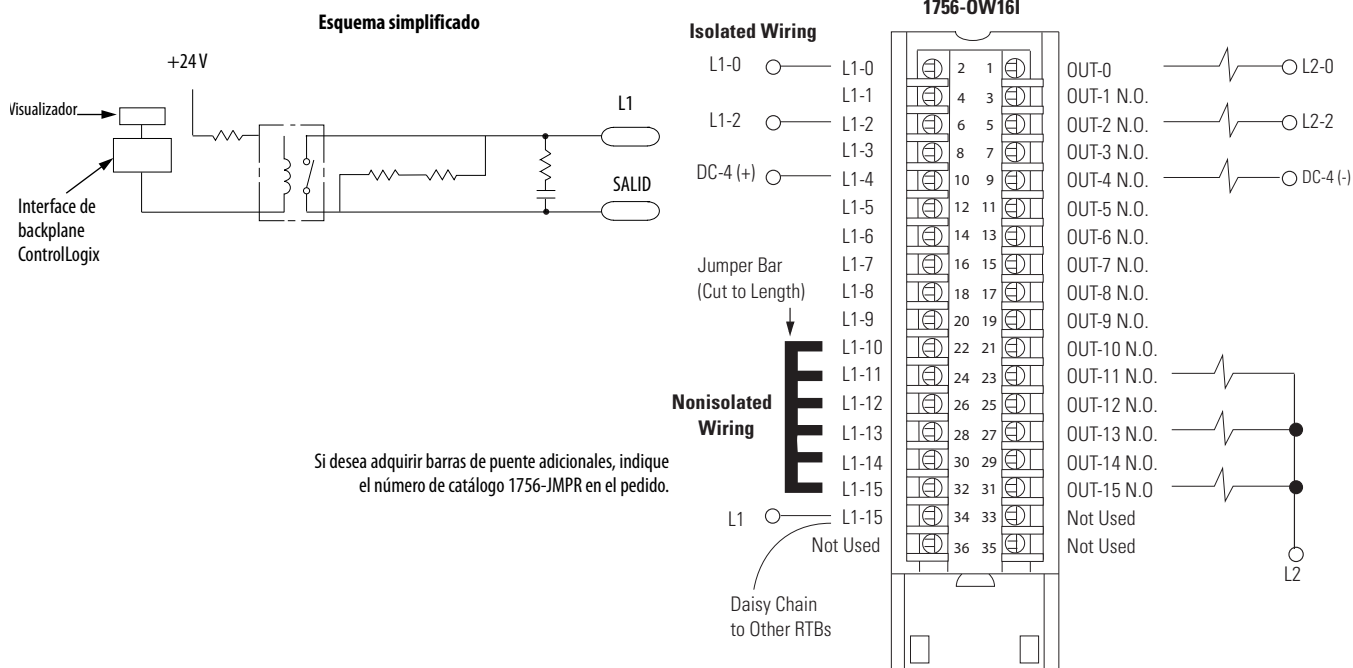 Esquema simplificado
+24 V
Visualizador
Interface de
backplane
ControlLogix
L1
SALID
Si desea adquirir barras de puente adicionales, indique
el número de catálogo 1756-JMPR en el pedido.
1756-OW16I
Isolated Wiring
L1-0 L1-0 2 1 OUT-0 L2-0
L1-1 4 3 OUT-1 N.O.
L1-2 L1-2 6 5 OUT-2 N.O. L2-2
L1-3 8 7 OUT-3 N.O.
DC-4 (+) L1-4 10 9 OUT-4 N.O. DC-4 (-)
L1-5 12 11 OUT-5 N.O.
L1-6 14 13 OUT-6 N.O.
L1-7 16 15 OUT-7 N.O.
L1-8 18 17 OUT-8 N.O.
L1-9 20 19 OUT-9 N.O.
L1-10 22 21 OUT-10 N.O.
L1-11 24 23 OUT-11 N.O.
L1-12 26 25 OUT-12 N.O.
L1-13 28 27 OUT-13 N.O.
L1-14 30 29 OUT-14 N.O.
L1-15 32 31 OUT-15 N.O
L1 L1-15 34 33 Not Used
Not Used 36 35 Not Used
Jumper Bar
(Cut to Length)
Nonisolated
Wiring
Daisy Chain
to Other RTBs
L2